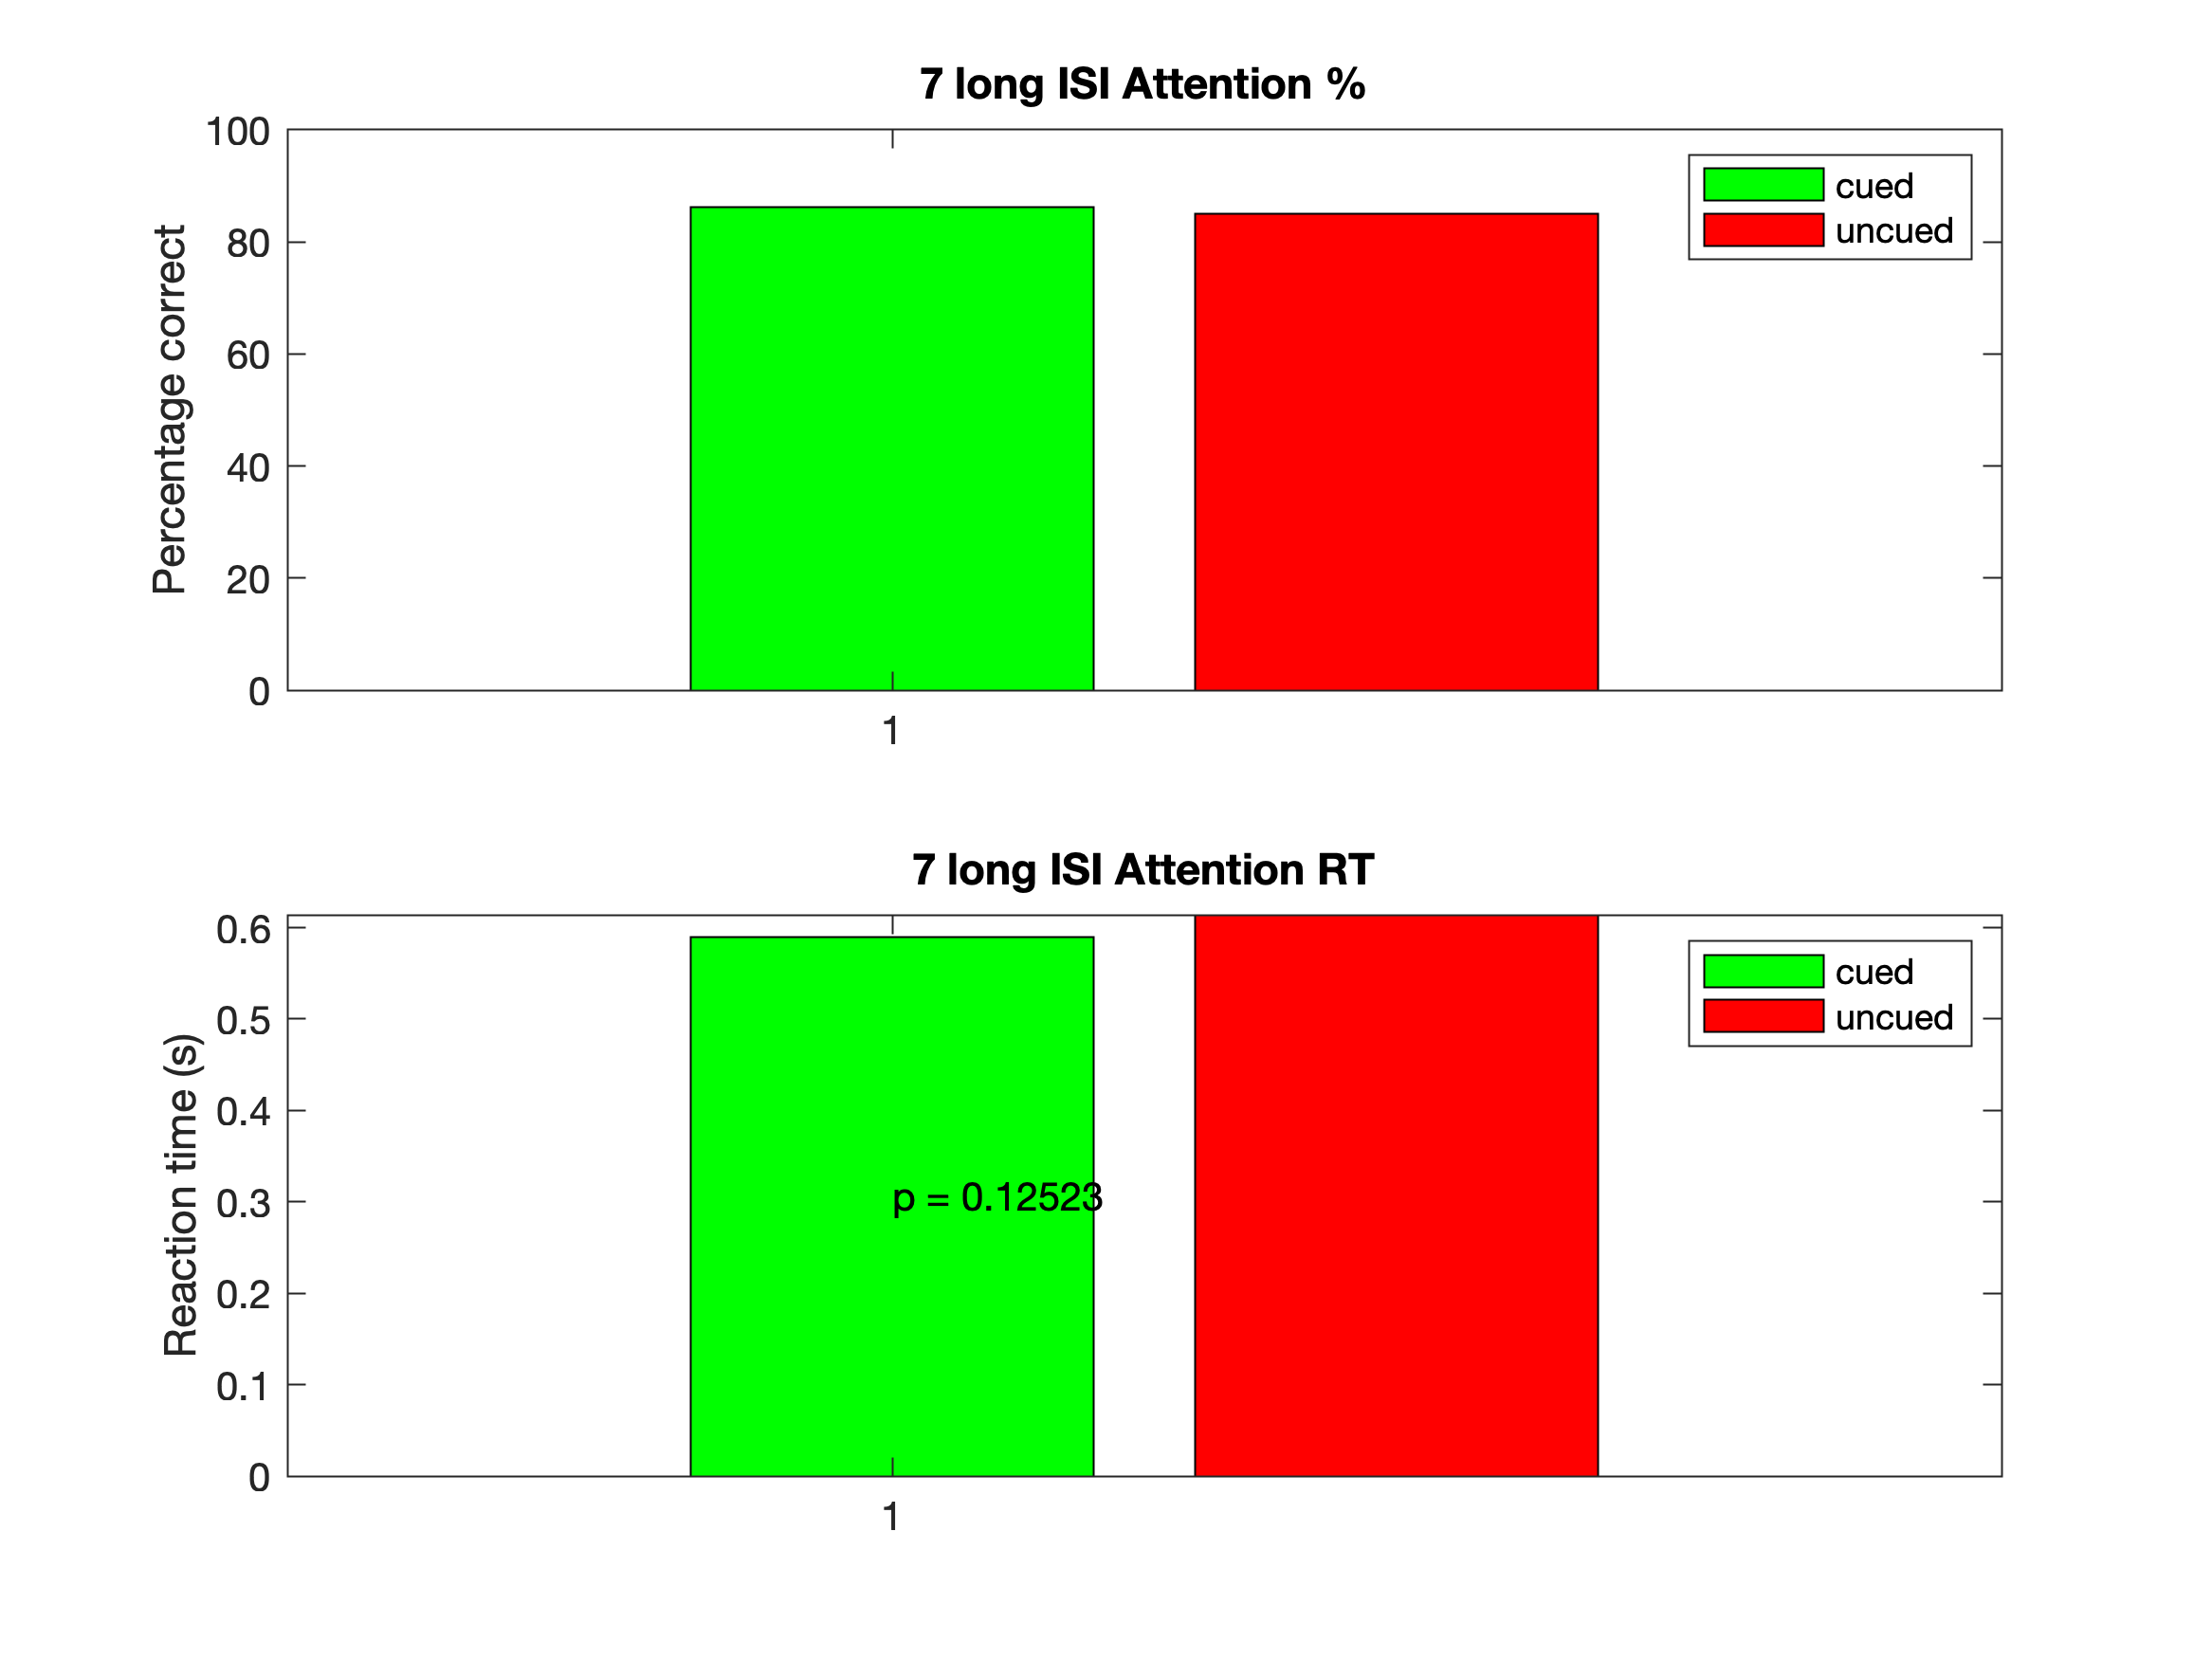 7 long ISI Attention %
Percentage correct
100
80
60
40
20
0
1
cued
uncued
7 long ISI Attention RT
Reaction time (s)
0.6
0.5
0.4
0.3
0.2
0.1
0
1
p = 0.12523
cued
uncued